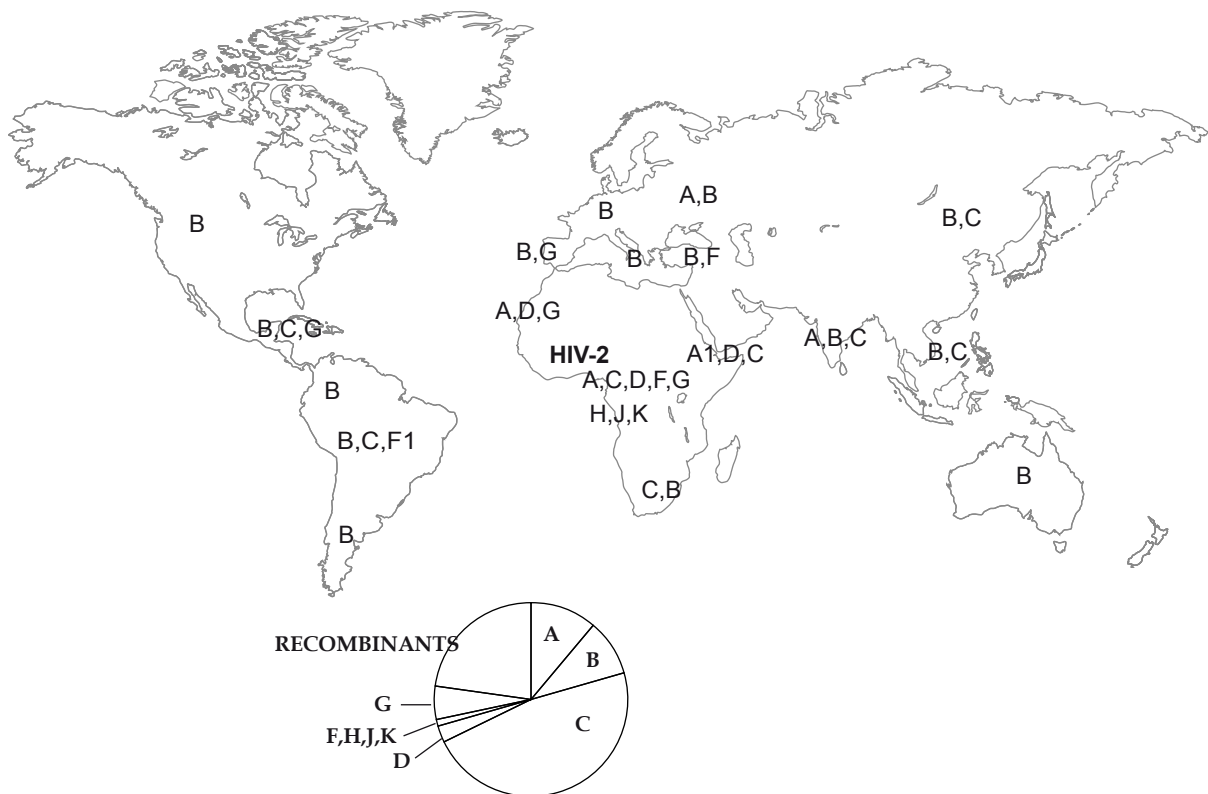 A,B
B
B,C
B
B,G
B
B,F
A,D,G
B,C,G
A,B,C
HIV-2
A1,D,C
B,C
A,C,D,F,G
B
H,J,K
B,C,F1
B
C,B
B
A
RECOMBINANTS
B
G
C
F,H,J,K
D